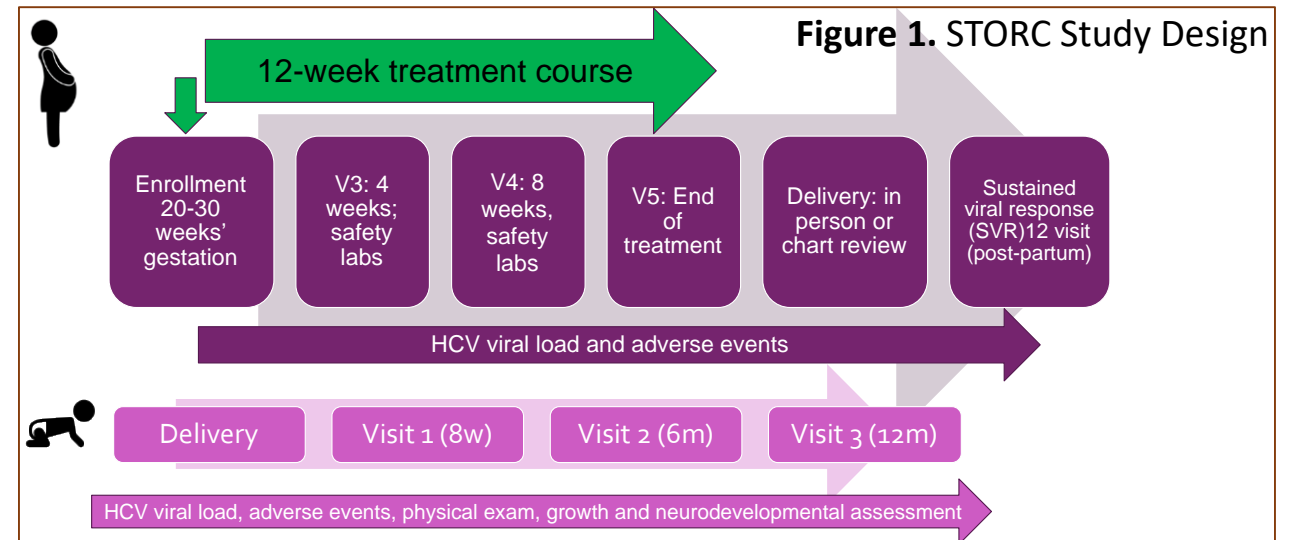 Figure 1. STORC Study Design
12-week treatment course
Enrollment
20-30
weeks'
gestation
V3: 4
weeks;
safety
labs
V4: 8
weeks,
safety
labs
V5: End
of
treatment
Delivery: in
person or
chart review
Sustained
viral response
(SVR)12 visit
(post-partum)
HCV viral load and adverse events
Delivery
Visit 1 (8w)
Visit 2 (6m)
Visit 3 (12m)
HCV viral load, adverse events, physical exam, growth and neurodevelopmental assessment